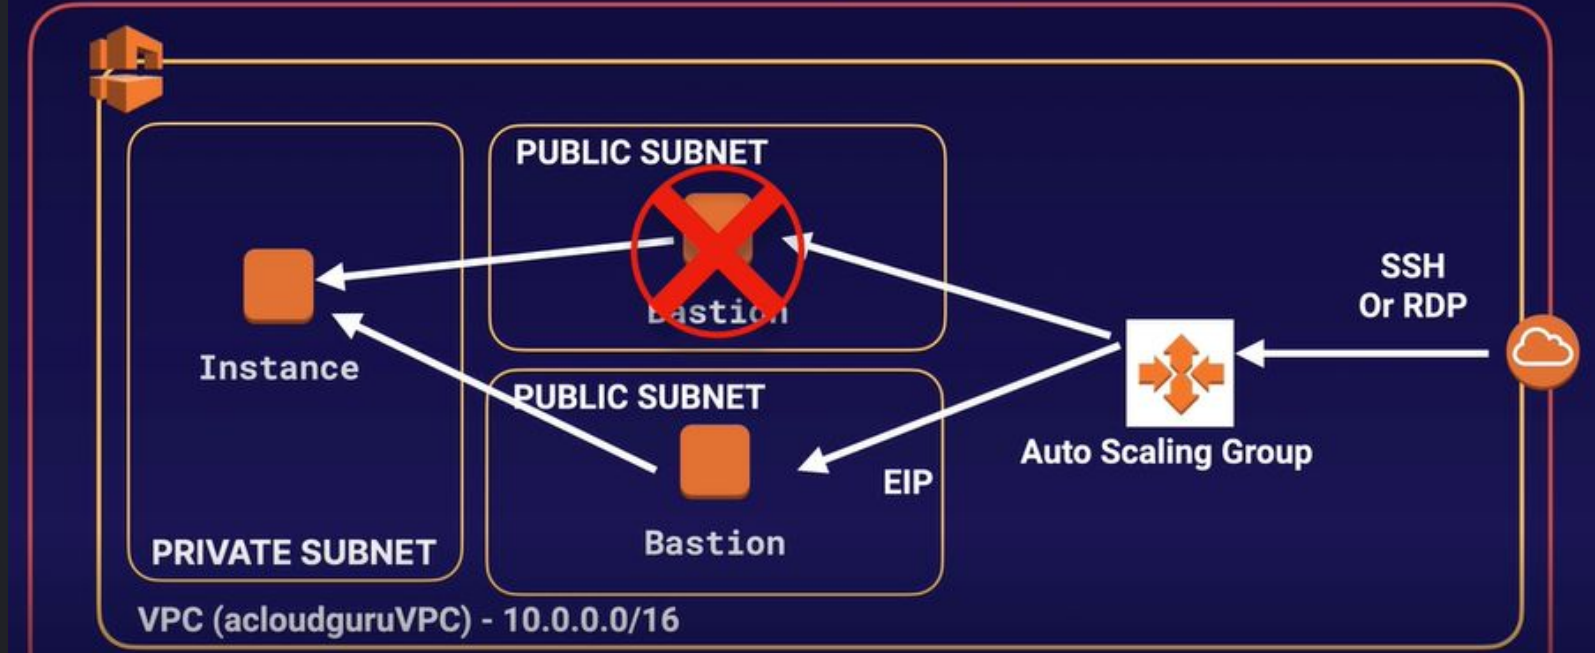 PUBLIC SUBNET
Bastion
SSH
Or RDP
Instance
PUBLIC SUBNET
Auto Scaling Group
EIP
Bastion
PRIVATE SUBNET
VPC (acloudguruVPC) - 10.0.0.0/16